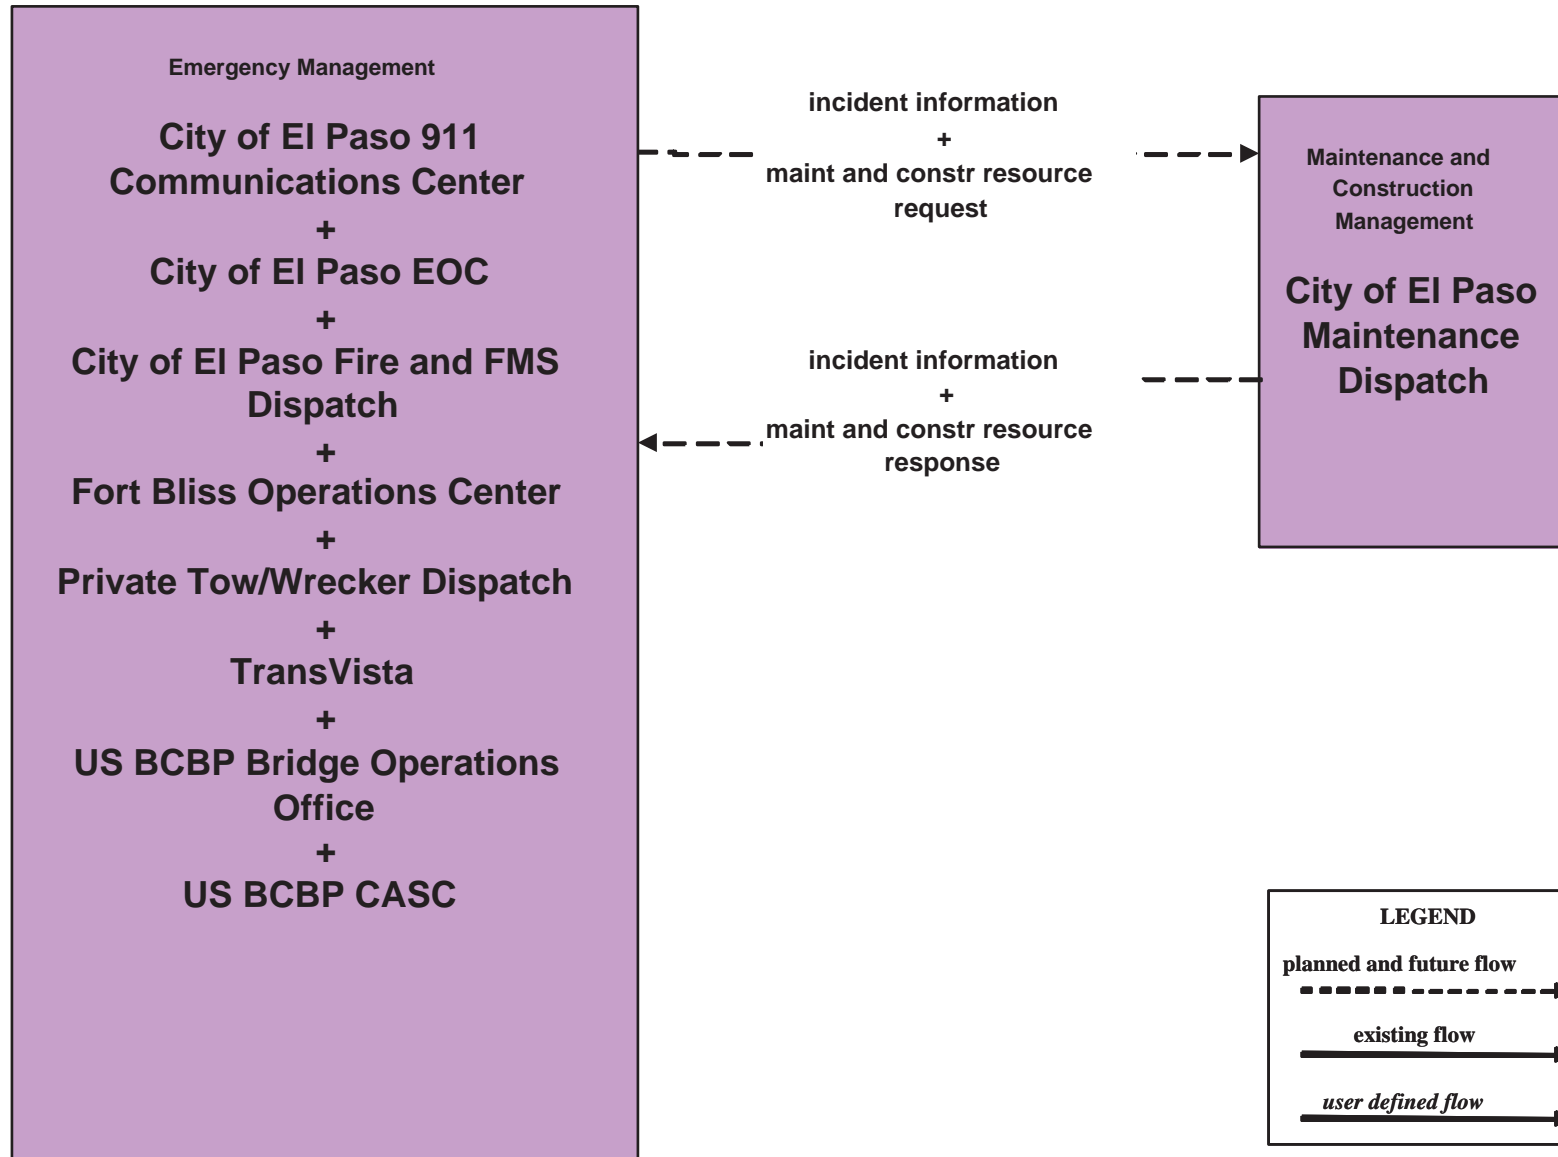 Emergency Management
City of El Paso 911
Communications Center
+
City of El Paso EOC
+
City of El Paso Fire and FMS
Dispatch
+
Fort Bliss Operations Center
+
Private Tow/Wrecker Dispatch
+
TransVista
+
US BCBP Bridge Operations
Office
+
US BCBP CASC
incident information
+
maint and constr resource
request
incident information
+
maint and constr resource
response
Maintenance and
Construction
Management
City of El Paso
Maintenance
Dispatch
LEGEND
planned and future flow
existing flow
user defined flow